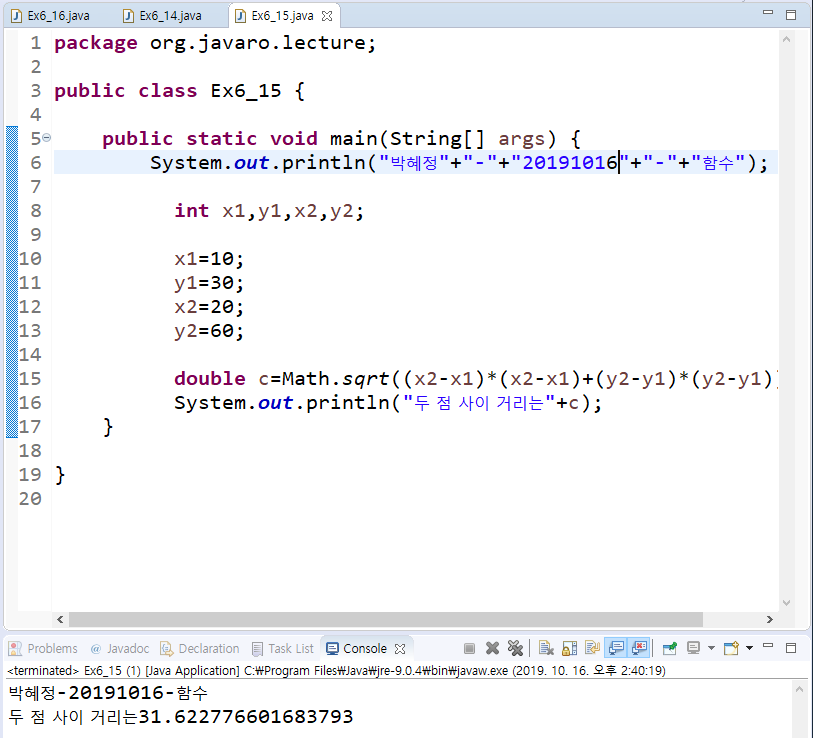 Ex6_16.java Ex6_14.java Ex6_15.java
1 package org.javaro.lecture;
2
3 public class Ex6_15 {
4
5 public static void main(String[] args) {
6 System.out.println("박혜정"+"-"+"20191016"+"-"+"함수");
7
8 int x1,y1,x2,y2;
9
10 x1=10;
11 y1=30;
12 x2=20;
13 y2=60;
14
15 double c=Math.sqrt((x2-x1)*(x2-x1)+(y2-y1)*(y2-y1)
16 System.out.println("두 점 사이 거리는"+c);
17 }
18
19 }
20
Problems @ Javadoc Declaration Task List Console
<terminated> Ex6_15 (1) [Java Application] C:₩Program Files₩Java₩jre-9.0.4₩bin₩javaw.exe (2019. 10. 16. 오후 2:40:19)
박혜정-20191016-함수
두 점 사이 거리는31.622776601683793